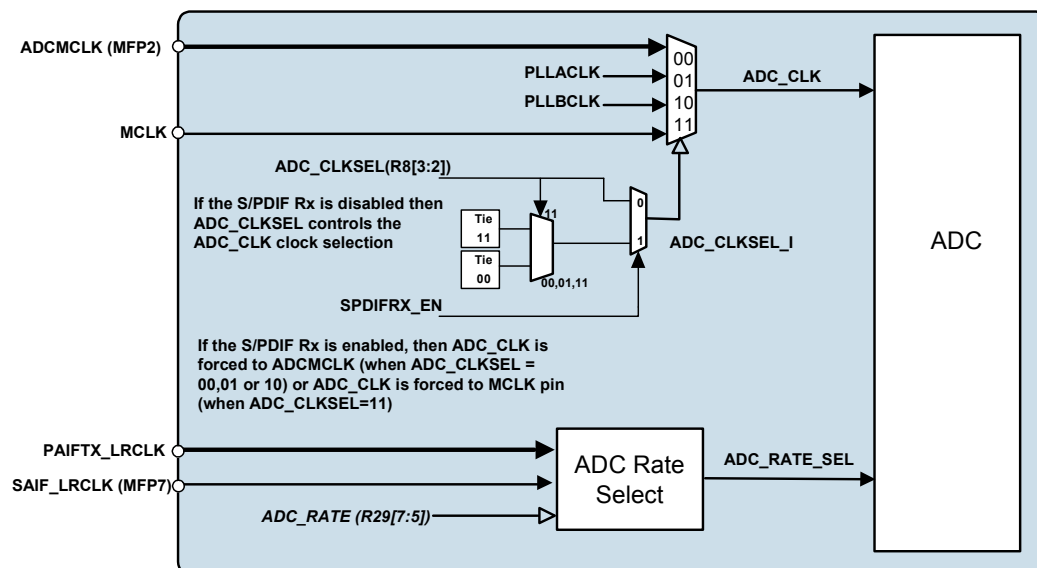 ADCMCLK (MFP2)
PLLACLK
PLLBCLK
MCLK
00
01
10
11
ADC_CLK
ADC_CLKSEL(R8[3:2])
If the S/PDIF Rx is disabled then
ADC_CLKSEL controls the
ADC_CLK clock selection
Tie
11
Tie
00
11
00,01,11
0
1
ADC_CLKSEL_I
SPDIFRX_EN
ADC
If the S/PDIF Rx is enabled, then ADC_CLK is
forced to ADCMCLK (when ADC_CLKSEL =
00,01 or 10) or ADC_CLK is forced to MCLK pin
(when ADC_CLKSEL=11)
PAIFTX_LRCLK
SAIF_LRCLK (MFP7)
ADC_RATE (R29[7:5])
ADC Rate
Select
ADC_RATE_SEL